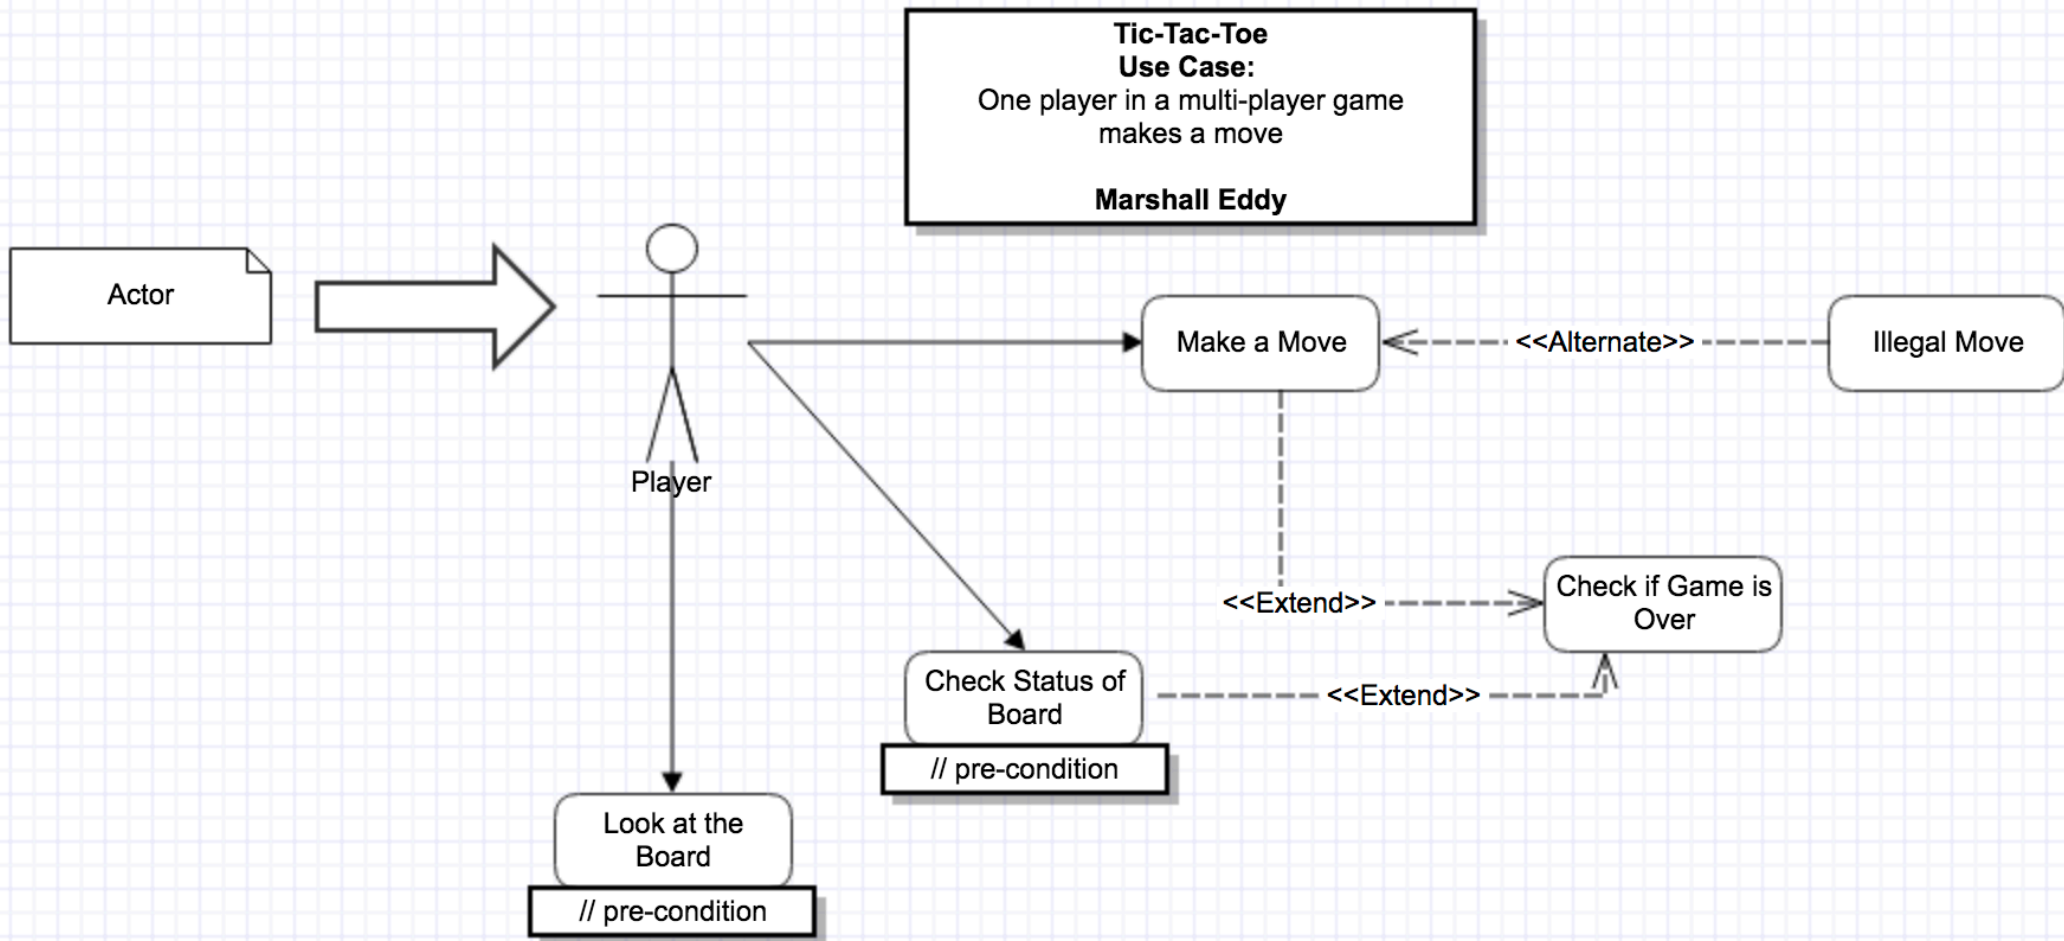 Tic-Tac-Toe
Use Case:
One player in a multi-player game
makes a move
Marshall Eddy
Actor
Player
Make a Move
<<Alternate>>
Illegal Move
<<Extend>>
Check if Game is
Over
Check Status of
Board
<<Extend>>
// pre-condition
Look at the
Board
// pre-condition